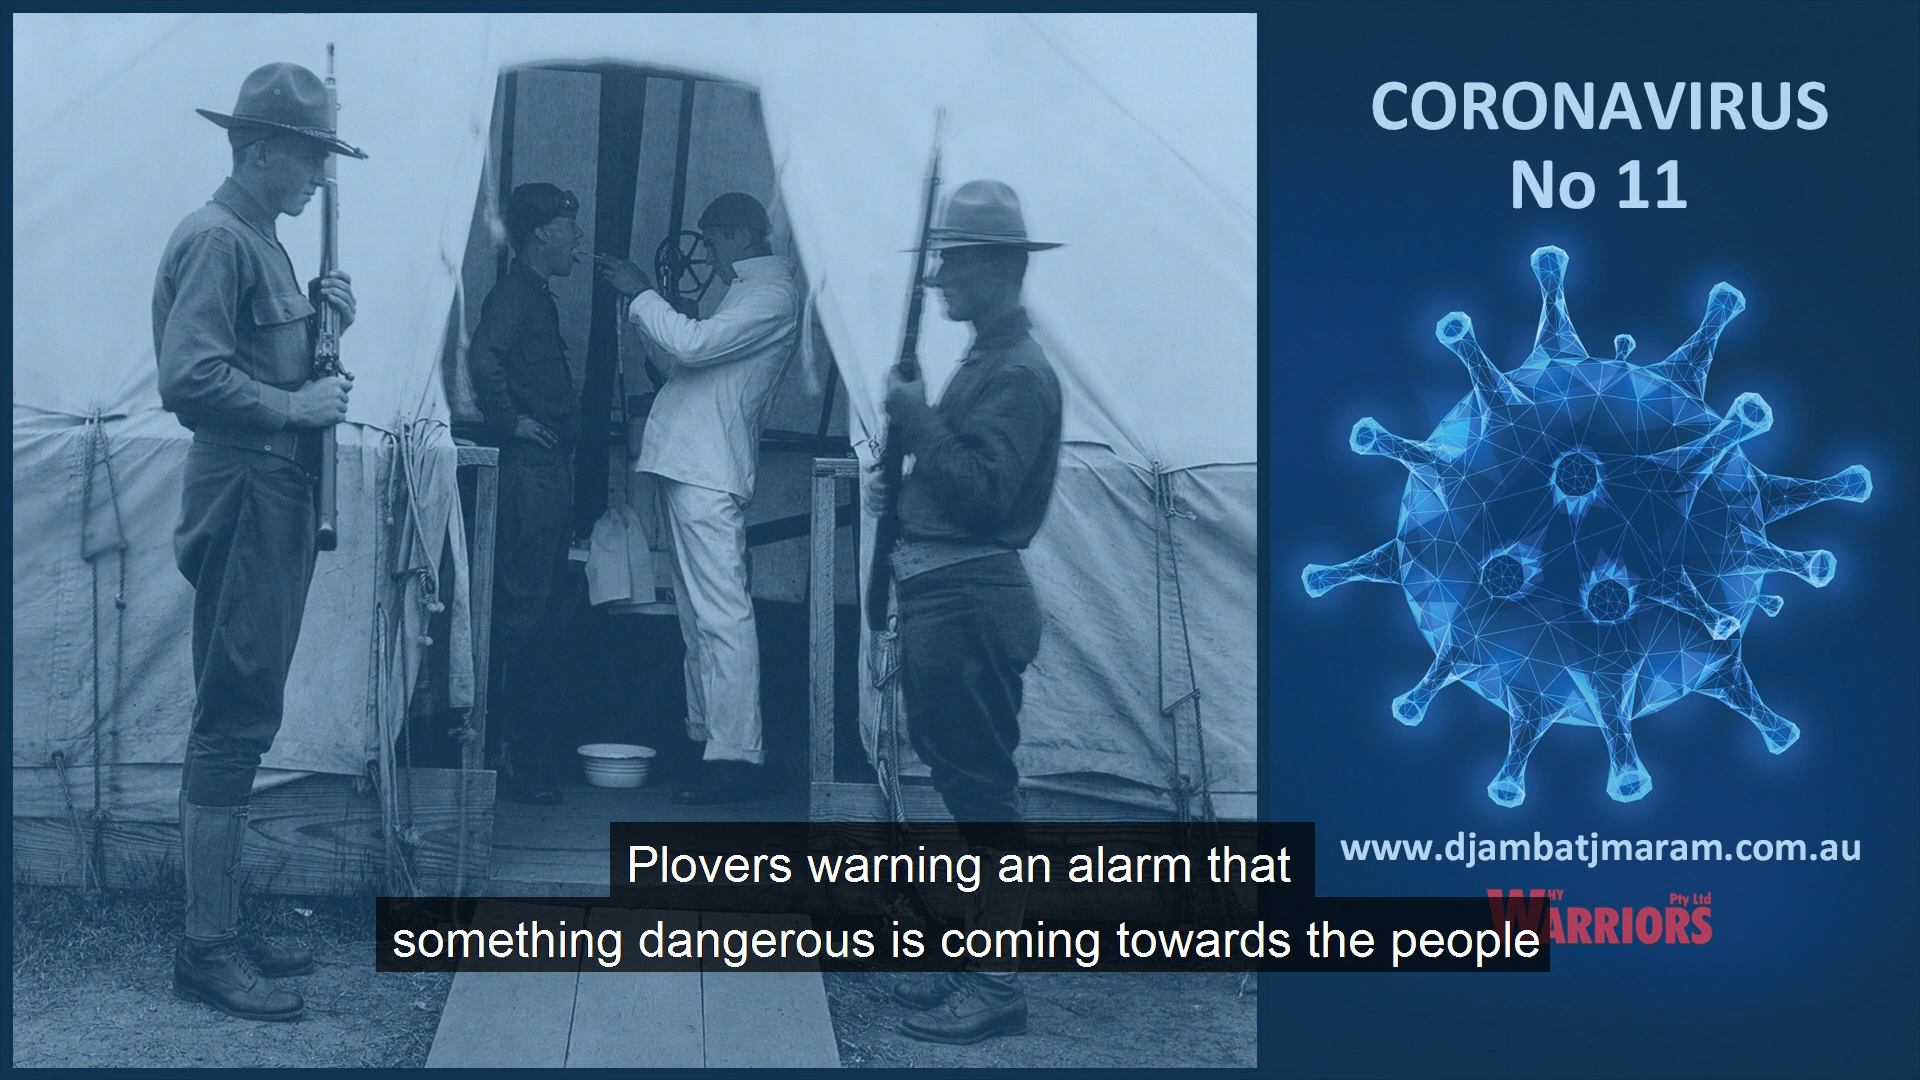 CORONAVIRUS
No 11
www.djambatjmaram.com.au
WHY WARRIORS Pty Ltd
Plovers warning an alarm that
something dangerous is coming towards the people